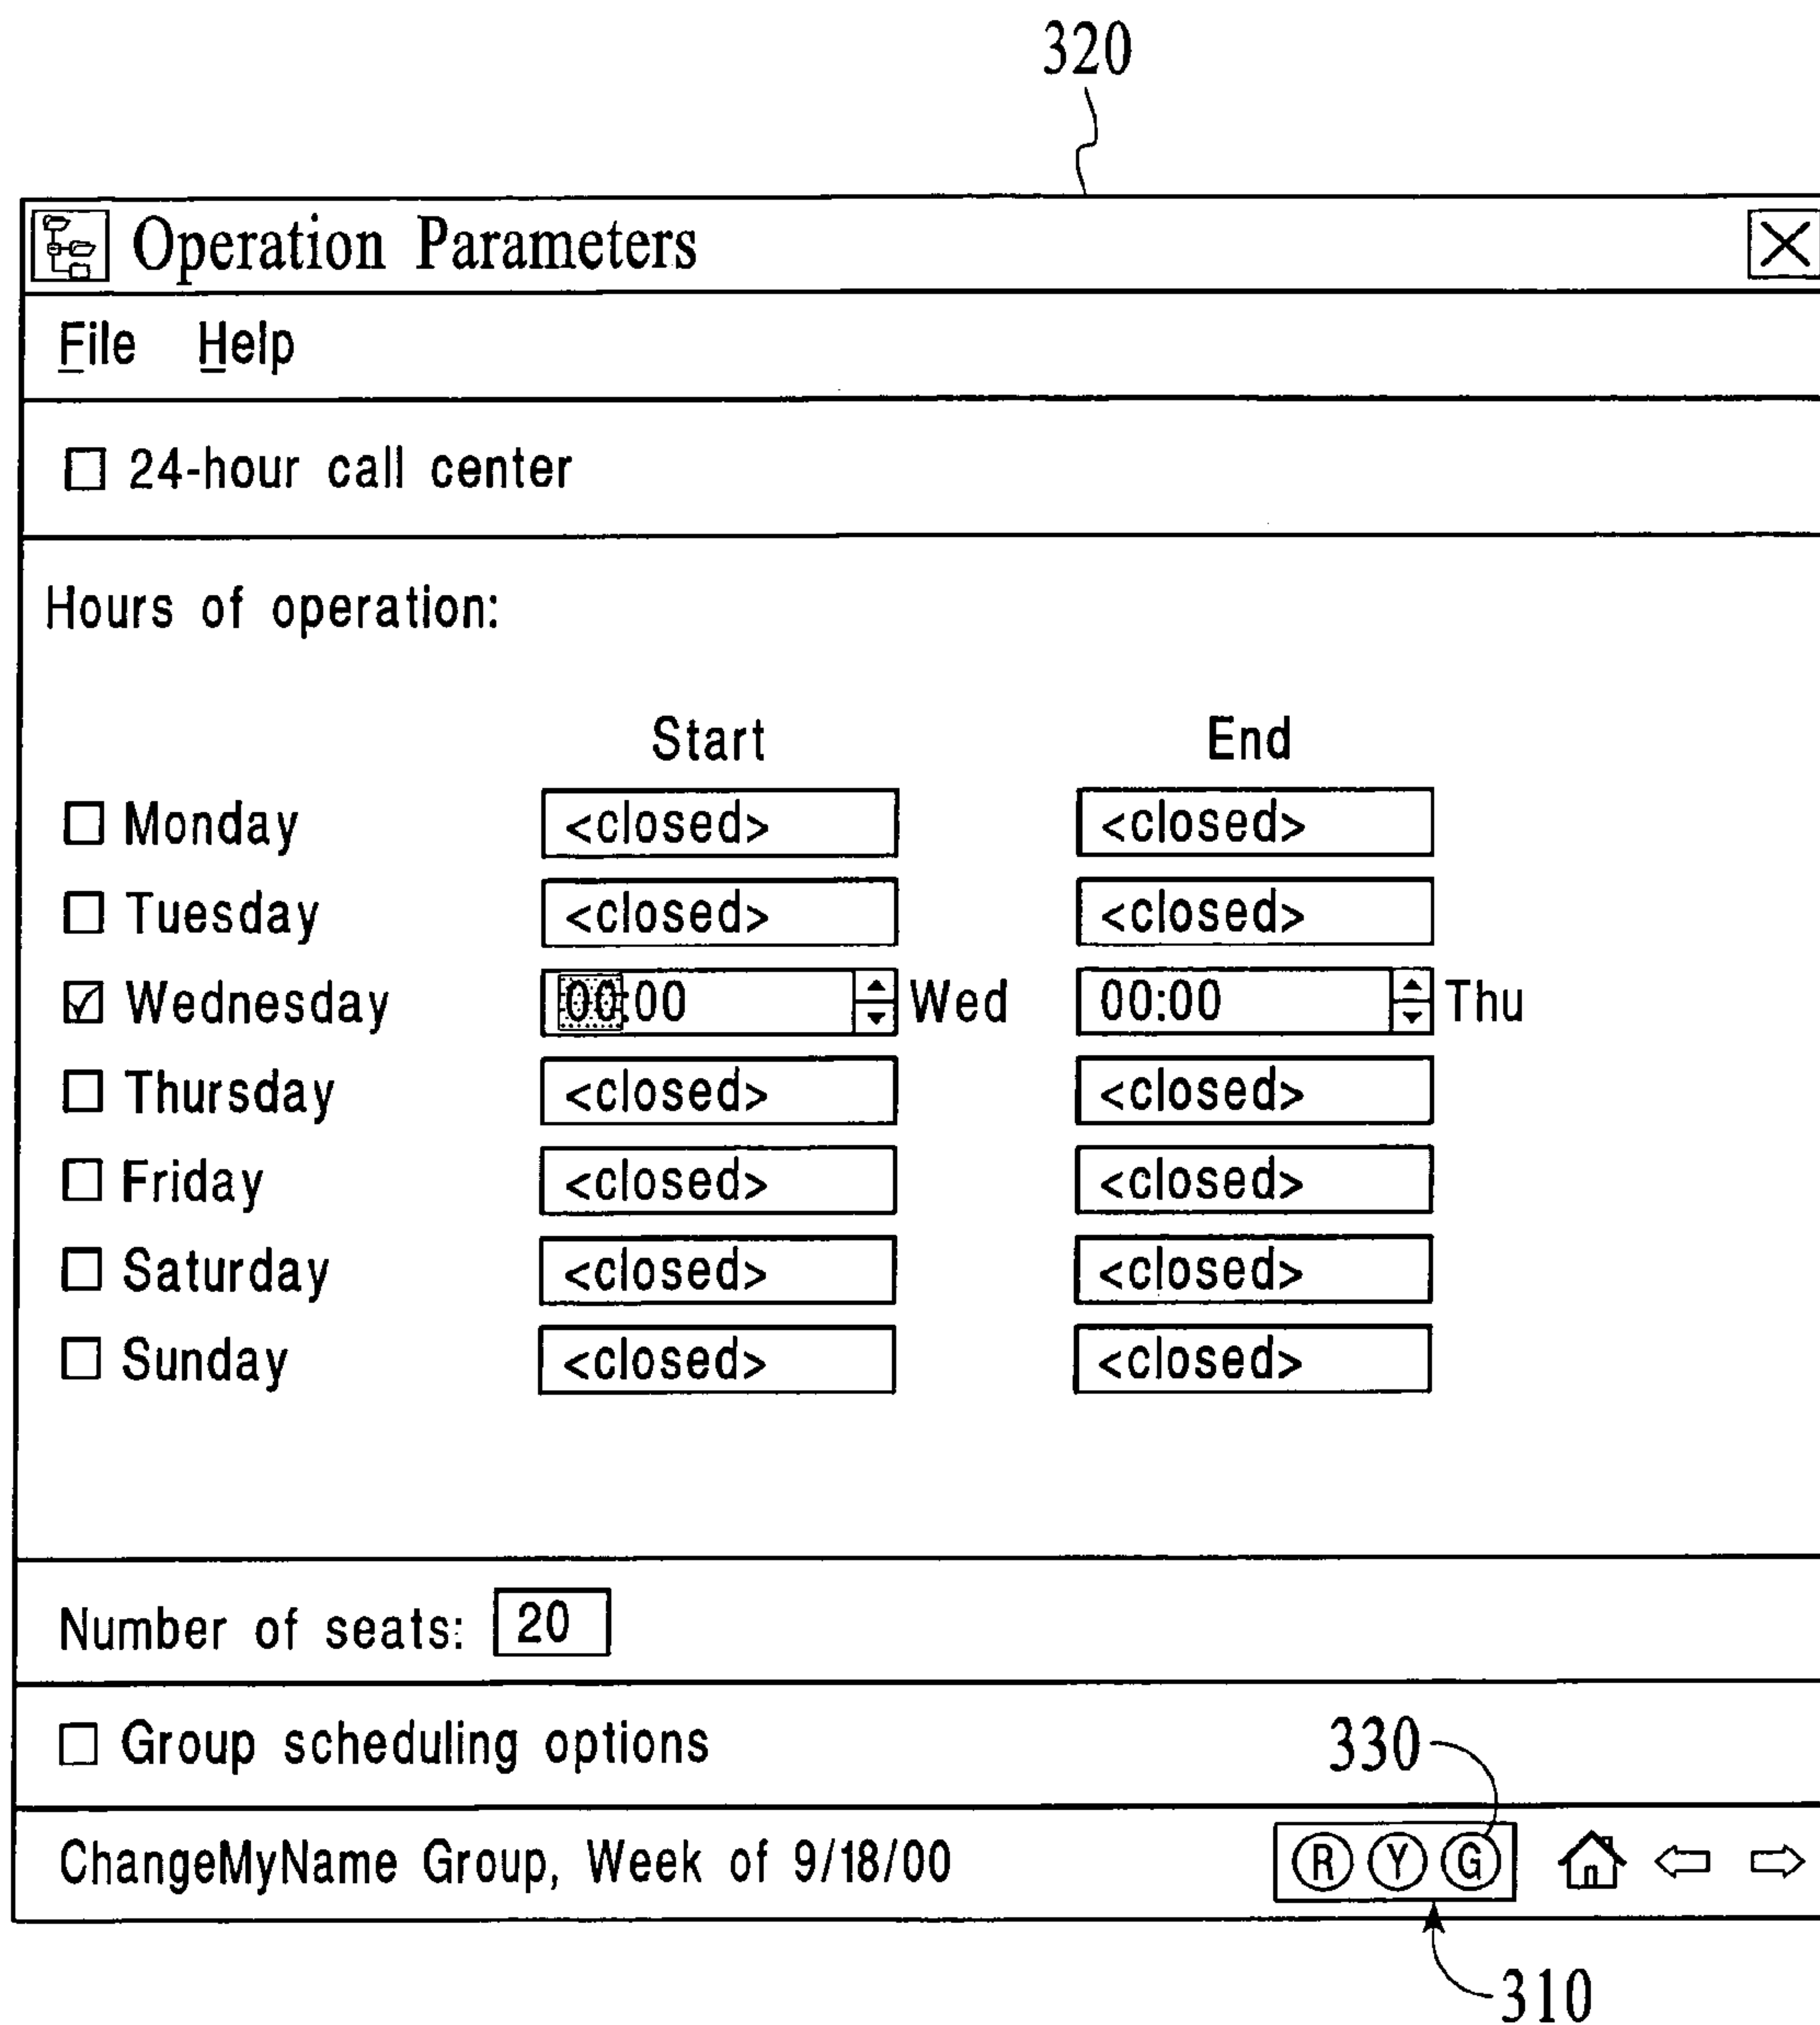 320
Operation Parameters
File Help
24-hour call center
Hours of operation:
Start End
Monday <closed> <closed>
Tuesday <closed> <closed>
Wednesday 00:00 Wed 00:00 Thu
Thursday <closed> <closed>
Friday <closed> <closed>
Saturday <closed> <closed>
Sunday <closed> <closed>
Number of seats: 20
Group scheduling options
330
ChangeMyName Group, Week of 9/18/00 R Y G
310